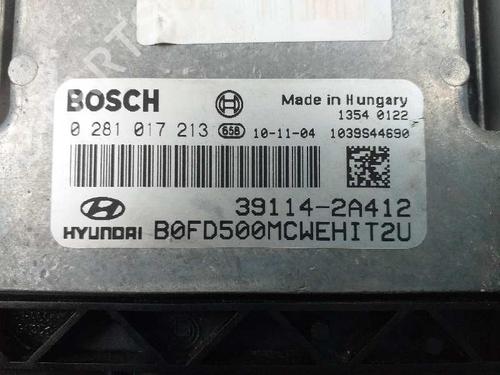 BOSCH
Made in Hungary
1354 0122
0 281 017 213 658 10-11-04 1039S44690
39114-2A412
HYUNDAI B0FD500MCWEHIT2U